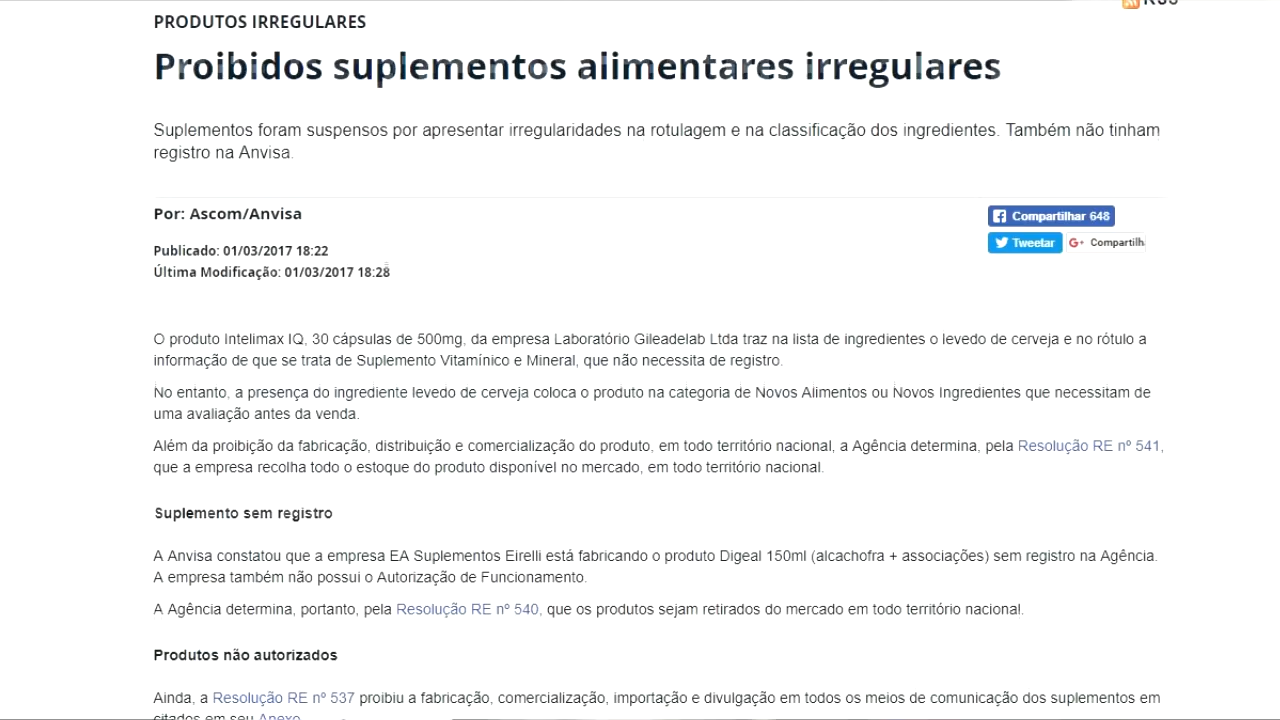 RSS
PRODUTOS IRREGULARES
Proibidos suplementos alimentares irregulares
Suplementos foram suspensos por apresentar irregularidades na rotulagem e na classificação dos ingredientes. Também não tinham
registro na Anvisa.
Por: Ascom/Anvisa
Compartilhar 648
Publicado: 01/03/2017 18:22
Tweetar G+ Compartilh
Última Modificação: 01/03/2017 18:28
O produto Intelimax IQ, 30 cápsulas de 500mg, da empresa Laboratório Gileadelab Ltda traz na lista de ingredientes o levedo de cerveja e no rótulo a
informação de que se trata de Suplemento Vitamínico e Mineral, que não necessita de registro.
No entanto, a presença do ingrediente levedo de cerveja coloca o produto na categoria de Novos Alimentos ou Novos Ingredientes que necessitam de
uma avaliação antes da venda.
Além da proibição da fabricação, distribuição e comercialização do produto, em todo território nacional, a Agência determina, pela Resolução RE nº 541,
que a empresa recolha todo o estoque do produto disponível no mercado, em todo território nacional.
Suplemento sem registro
A Anvisa constatou que a empresa EA Suplementos Eirelli está fabricando o produto Digeal 150ml (alcachofra + associações) sem registro na Agência.
A empresa também não possui o Autorização de Funcionamento.
A Agência determina, portanto, pela Resolução RE nº 540, que os produtos sejam retirados do mercado em todo território nacional.
Produtos não autorizados
Ainda, a Resolução RE nº 537 proibiu a fabricação, comercialização, importação e divulgação em todos os meios de comunicação dos suplementos em
citados em seu Anexo.